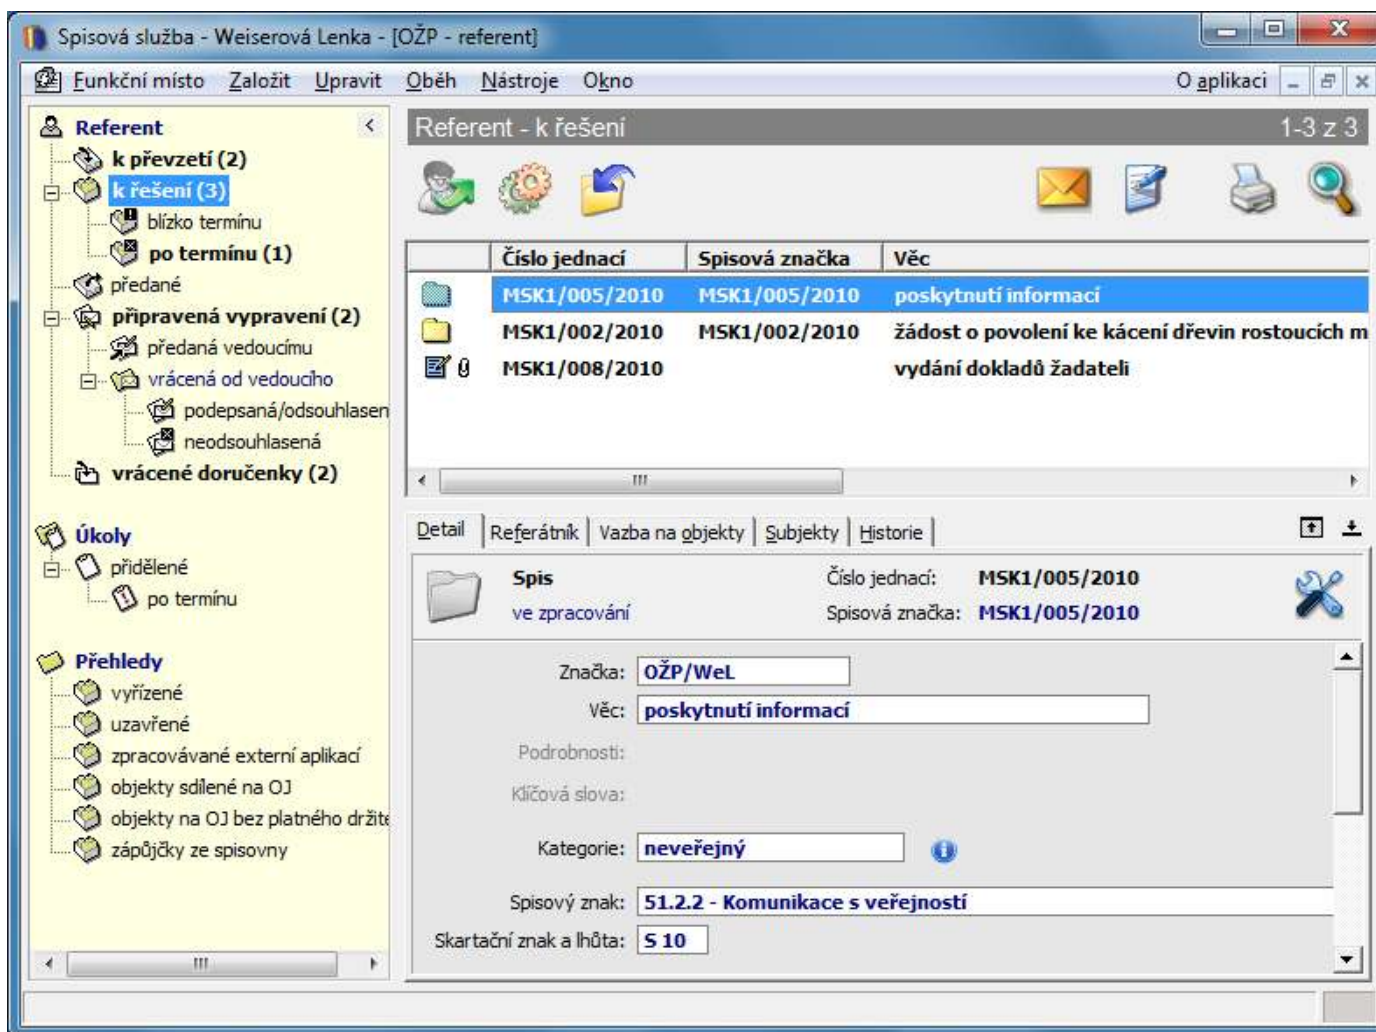 Spisová služba - Weiserová Lenka - [OŽP - referent]
Funkční místo Založit Upravit Oběh Nástroje Okno O aplikaci
Referent
k převzetí (2)
k řešení (3)
blízko termínu
po termínu (1)
předané
připravená vypravení (2)
předaná vedoucímu
vrácená od vedoucího
podepsaná/odsouhlasen
neodsouhlasená
vrácené doručenky (2)
Úkoly
přidělené
po termínu
Přehledy
vyřízené
uzavřené
zpracovávané externí aplikací
objekty sdílené na OJ
objekty na OJ bez platného držite
zápůjčky ze spisovny
Referent - k řešení 1-3 z 3
Číslo jednací Spisová značka Věc
MSK1/005/2010 MSK1/005/2010 poskytnutí informací
MSK1/002/2010 MSK1/002/2010 žádost o povolení ke kácení dřevin rostoucích m
MSK1/008/2010 vydání dokladů žadateli
Detail Referátník Vazba na objekty Subjekty Historie
Spis Číslo jednací: MSK1/005/2010
ve zpracování Spisová značka: MSK1/005/2010
Značka: OŽP/WeL
Věc: poskytnutí informací
Podrobnosti:
Klíčová slova:
Kategorie: neveřejný
Spisový znak: 51.2.2 - Komunikace s veřejností
Skartační znak a lhůta: S 10